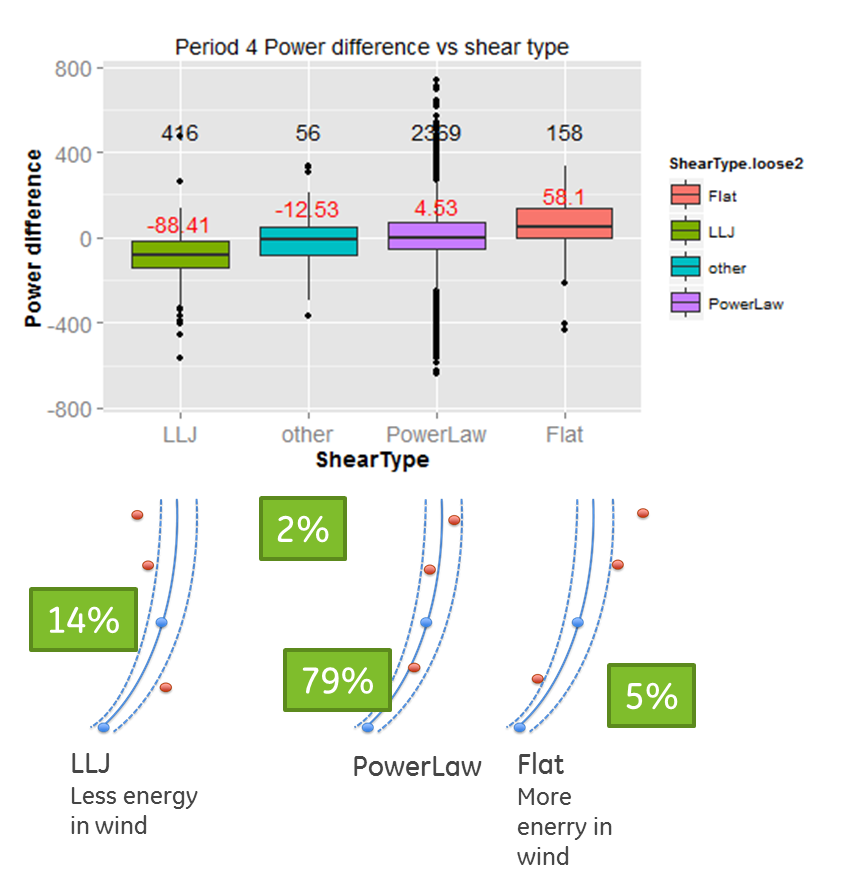 Period 4 Power difference vs shear type
Power difference
800
400
0
-400
-800
416
56
2369
158
-88.41
-12.53
4.53
58.1
LLJ
other
PowerLaw
Flat
ShearType
ShearType.loose2
Flat
LLJ
other
PowerLaw
2%
14%
79%
5%
LLJ
Less energy
in wind
PowerLaw
Flat
More
enerry in
wind